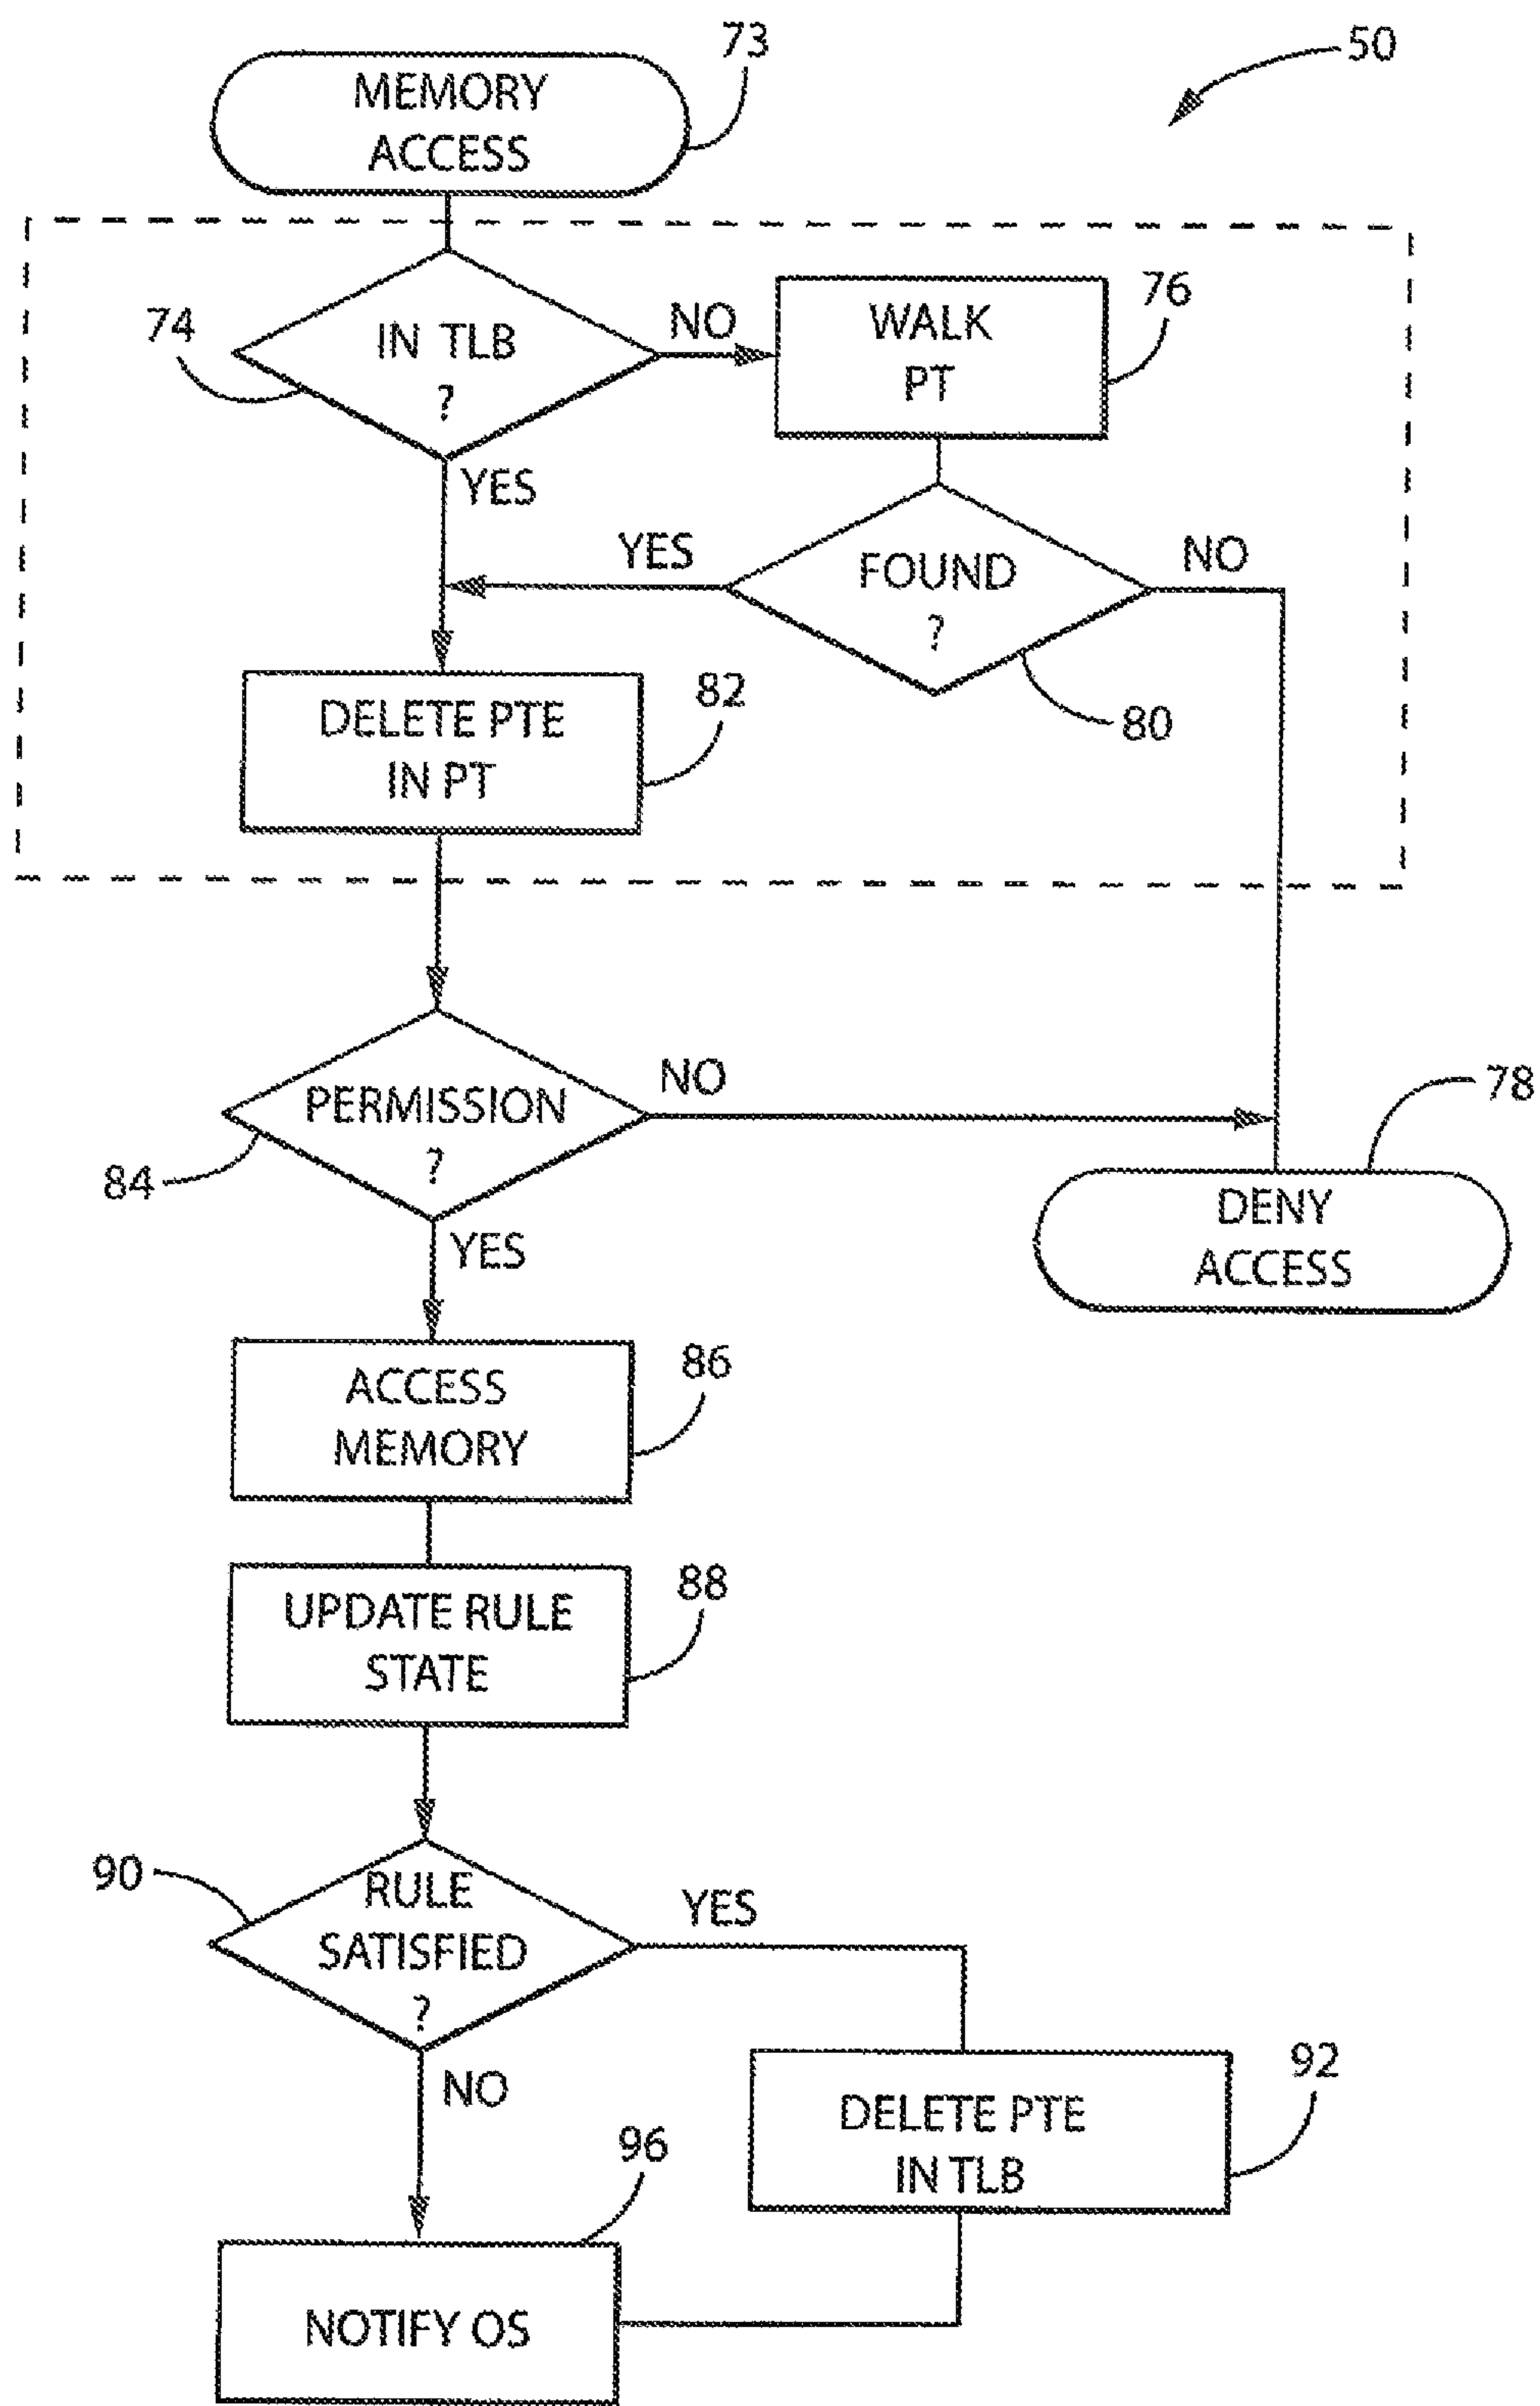 73
50
MEMORY
ACCESS
74
IN TLB
?
NO
WALK
PT
76
YES
YES
FOUND
?
NO
80
DELETE PTE
IN PT
82
PERMISSION
?
NO
84
78
DENY
ACCESS
YES
ACCESS
MEMORY
86
UPDATE RULE
STATE
88
90
RULE
SATISFIED
?
YES
NO
DELETE PTE
IN TLB
92
96
NOTIFY OS